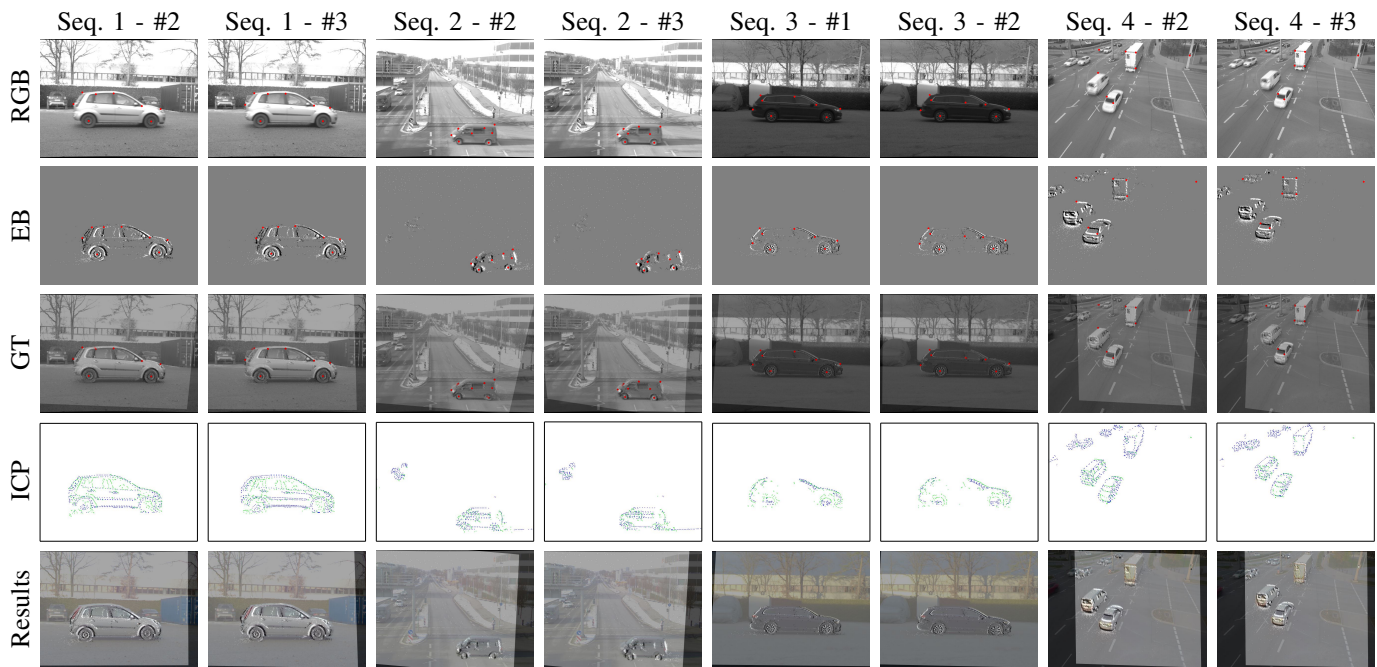 Seq. 1 - #2
Seq. 1 - #3
Seq. 2 - #2
Seq. 2 - #3
Seq. 3 - #1
Seq. 3 - #2
Seq. 4 - #2
Seq. 4 - #3
RGB
EB
GT
ICP
Results